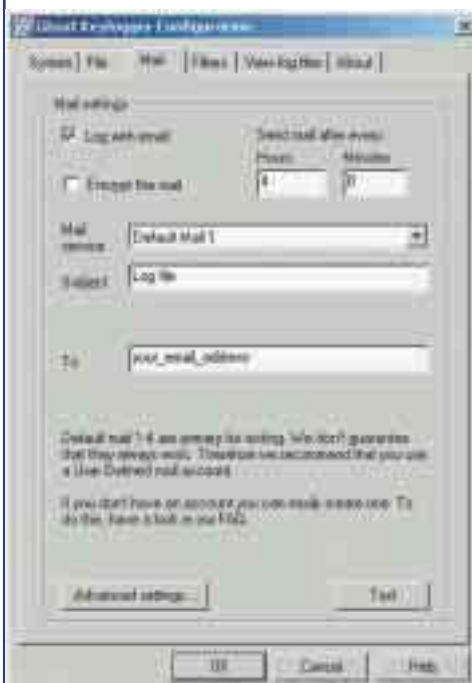 Ghost Keylogger Configuration
System File Mail Filters View log files About
Mail settings
Log with email
Send mail after every:
Hours Minutes
4 0
Encrypt the mail
Mail
Default Mail 1
Subject Log file
To your_email_address
Default mail 1-4 are primary for testing. We don't guarantee
that they always work. Therefore we recommend that you use
a User Defined mail account.
If you don't have an account you can easily create one. To
do this, have a look in our FAQ.
Advanced settings... Test
OK Cancel Help